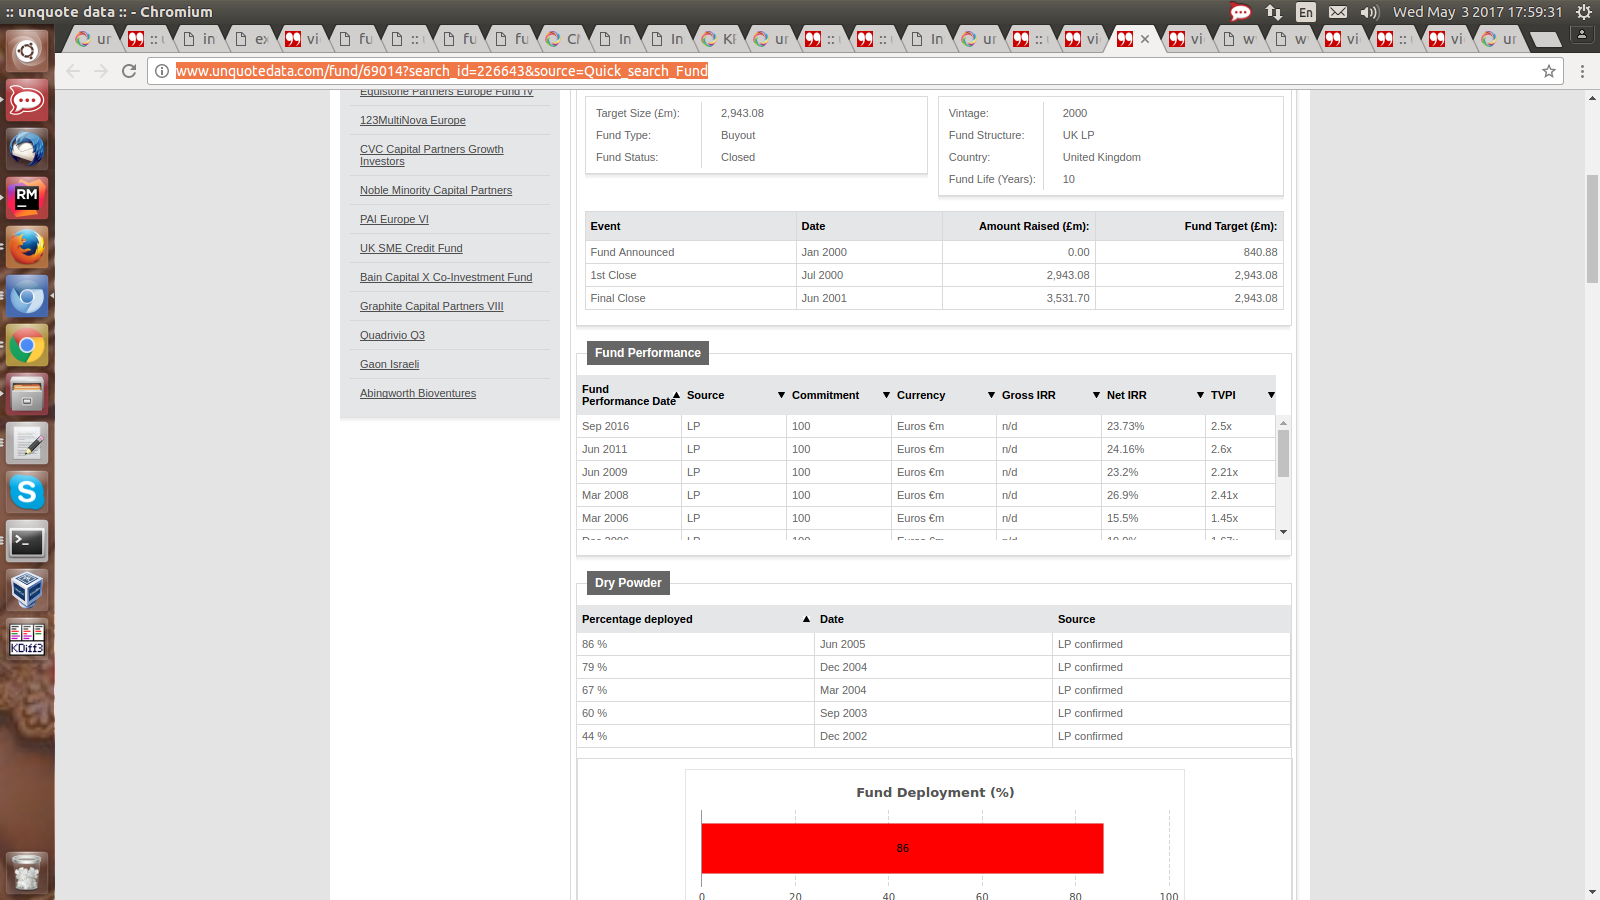 :: unquote data :: - Chromium
En
Wed May 3 2017 17:59:31
www.unquotedata.com/fund/69014?search_id=226643&source=Quick_search_Fund
Equistone Partners Europe Fund IV
123MultiNova Europe
CVC Capital Partners Growth
Investors
Noble Minority Capital Partners
PAI Europe VI
UK SME Credit Fund
Bain Capital X Co-Investment Fund
Graphite Capital Partners VIII
Quadrivio Q3
Gaon Israeli
Abingworth Bioventures
Target Size (£m): 2,943.08
Fund Type: Buyout
Fund Status: Closed
Vintage: 2000
Fund Structure: UK LP
Country: United Kingdom
Fund Life (Years): 10
Event Date Amount Raised (£m): Fund Target (£m):
Fund Announced Jan 2000 0.00 840.88
1st Close Jul 2000 2,943.08 2,943.08
Final Close Jun 2001 3,531.70 2,943.08
Fund Performance
Fund
Performance Date Source Commitment Currency Gross IRR Net IRR TVPI
Sep 2016 LP 100 Euros €m n/d 23.73% 2.5x
Jun 2011 LP 100 Euros €m n/d 24.16% 2.6x
Jun 2009 LP 100 Euros €m n/d 23.2% 2.21x
Mar 2008 LP 100 Euros €m n/d 26.9% 2.41x
Mar 2006 LP 100 Euros €m n/d 15.5% 1.45x
Dry Powder
Percentage deployed Date Source
86 % Jun 2005 LP confirmed
79 % Dec 2004 LP confirmed
67 % Mar 2004 LP confirmed
60 % Sep 2003 LP confirmed
44 % Dec 2002 LP confirmed
Fund Deployment (%)
86
0 20 40 60 80 100
RM
KDiff3